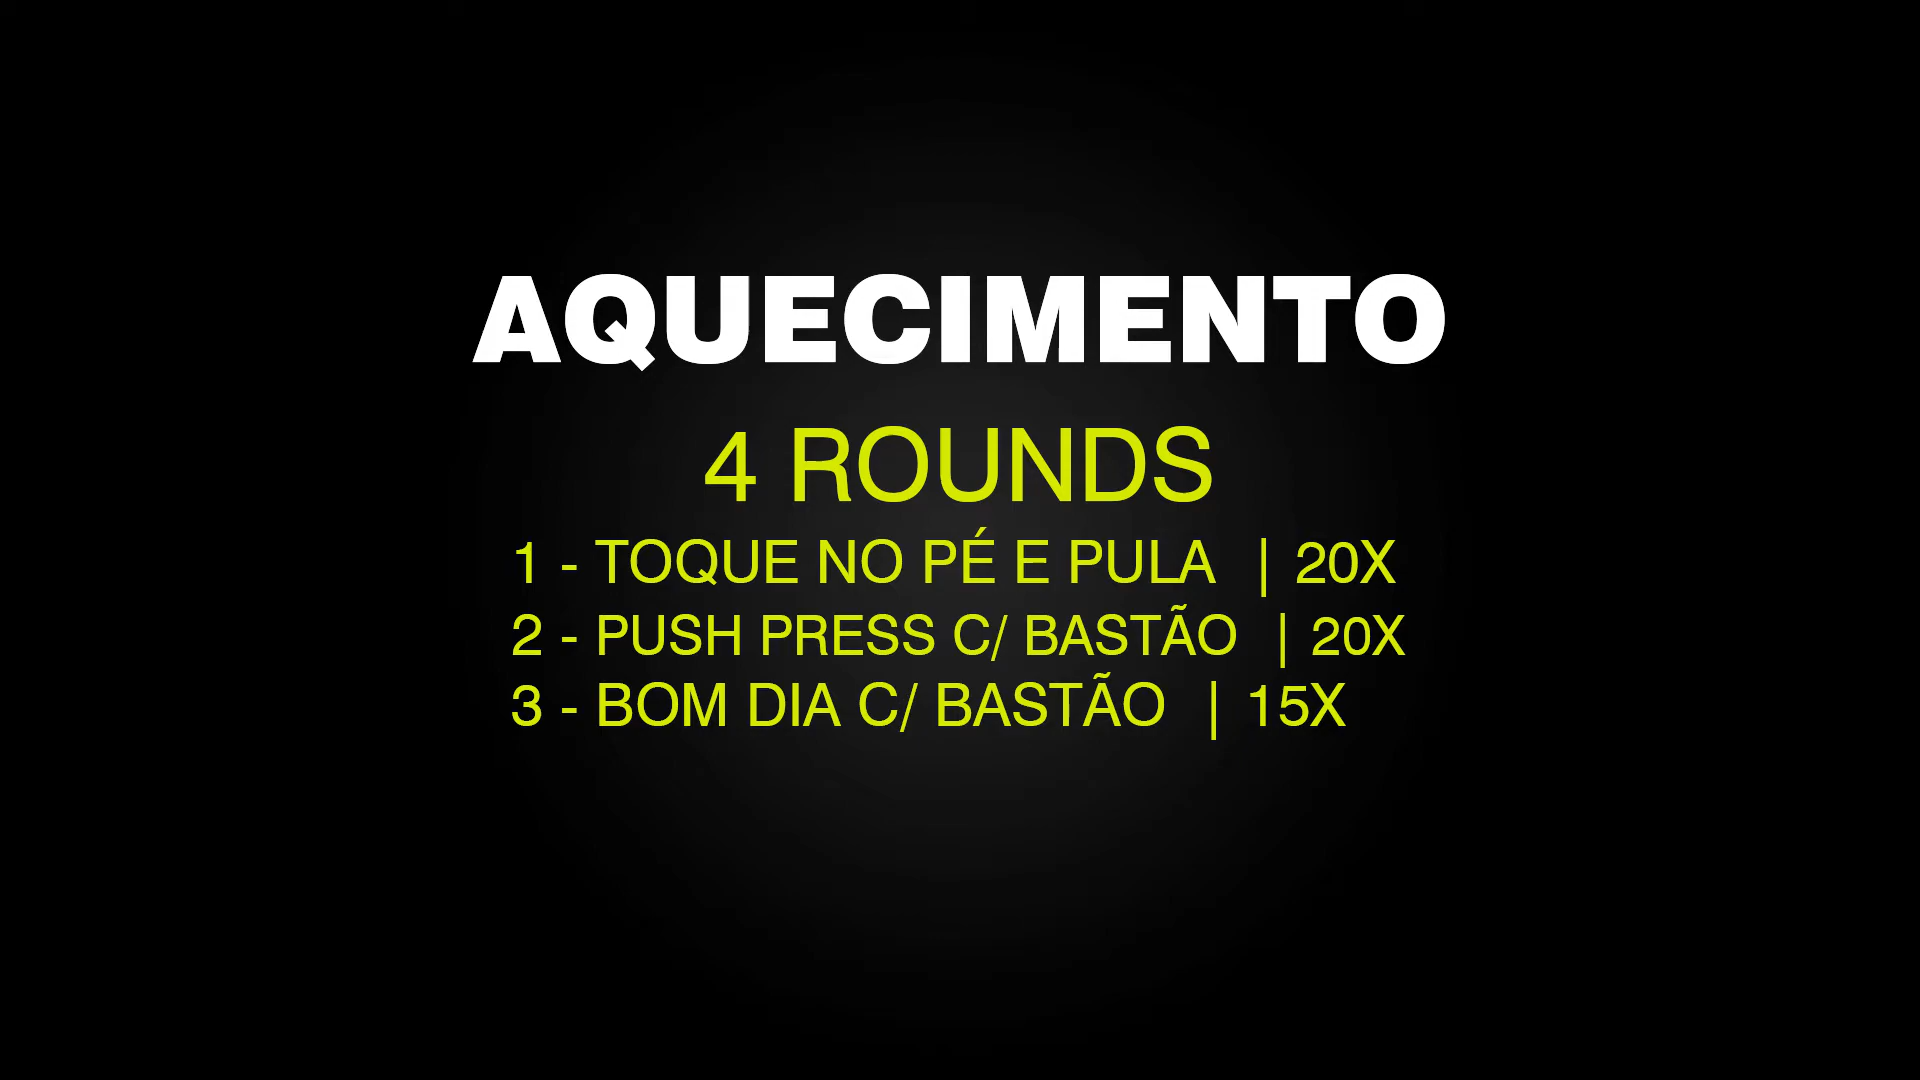 AQUECIMENTO
4 ROUNDS
1 - TOQUE NO PÉ E PULA | 20X
2 - PUSH PRESS C/ BASTÃO | 20X
3 - BOM DIA C/ BASTÃO | 15X